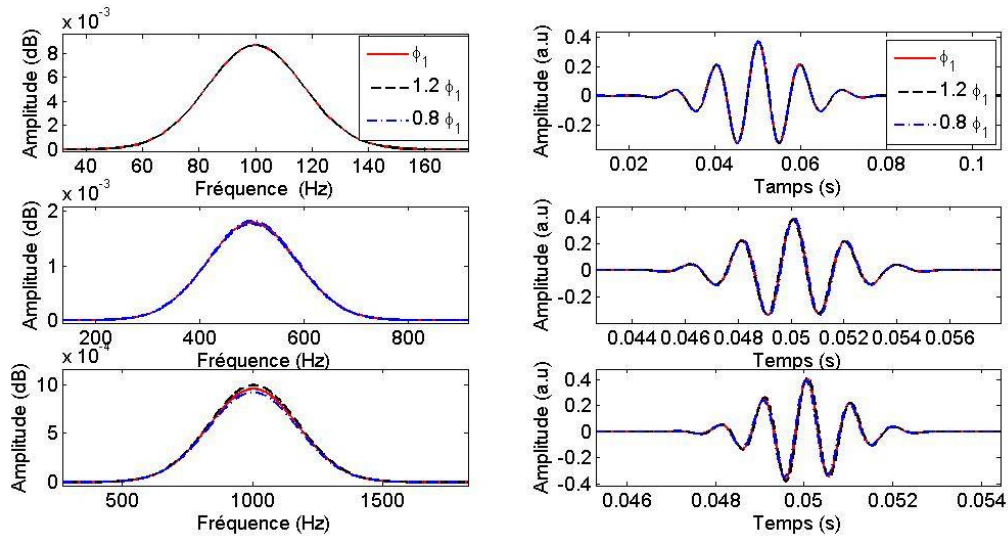 x 10⁻³
Amplitude (dB)
8
6
4
2
0
40 60 80 100 120 140 160
Fréquence (Hz)
ϕ₁
1.2 ϕ₁
0.8 ϕ₁
Amplitude (a.u)
0.4
0.2
0
-0.2
0.02 0.04 0.06 0.08 0.1
Tamps (s)
ϕ₁
1.2 ϕ₁
0.8 ϕ₁
x 10⁻³
Amplitude (dB)
2
1
0
200 400 600 800
Fréquence (Hz)
Amplitude (a.u)
0.4
0.2
0
-0.2
0.044 0.046 0.048 0.05 0.052 0.054 0.056
Temps (s)
x 10⁻⁴
Amplitude (dB)
10
5
0
500 1000 1500
Fréquence (Hz)
Amplitude (a.u)
0.4
0.2
0
-0.2
-0.4
0.046 0.048 0.05 0.052 0.054
Temps (s)